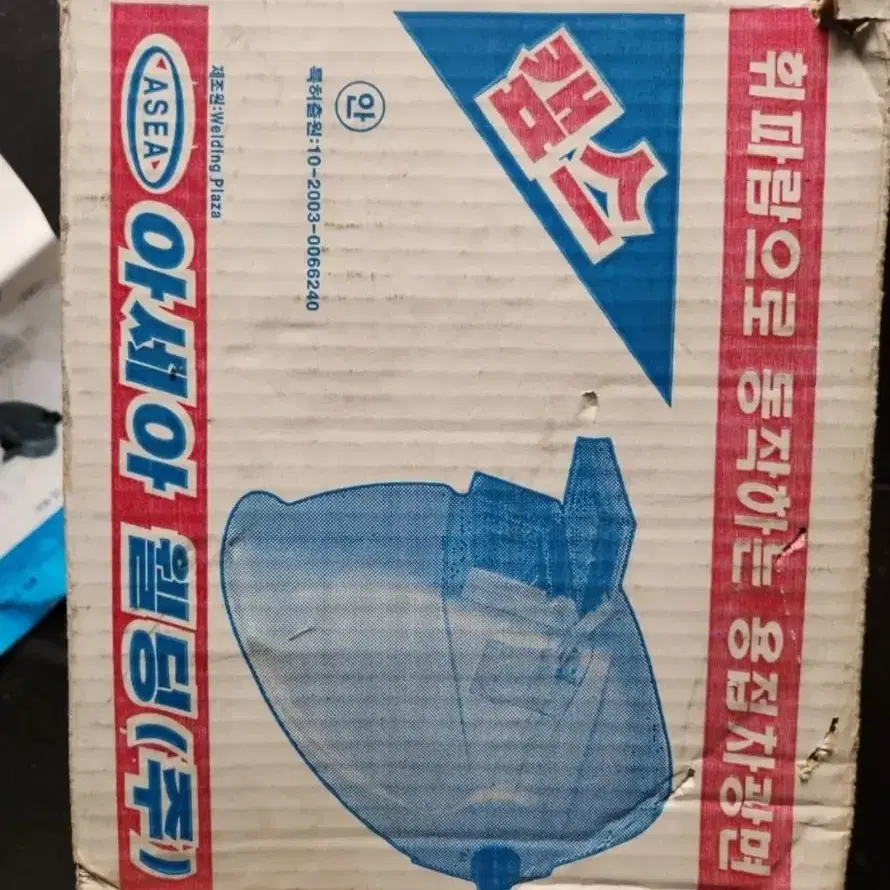 휘파람으로 동작하는 용접차광면
캡스
안
특허출원:10-2003-0066240
제조원:Welding Plaza
ASEA 아세아 웰딩(주)